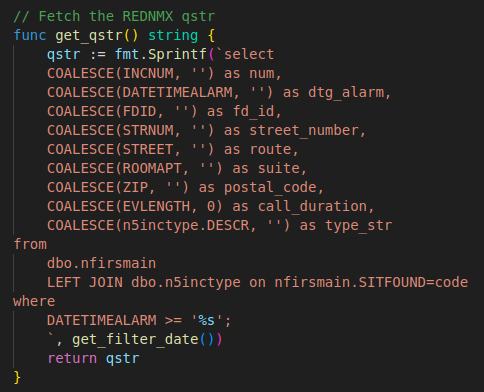 // Fetch the REDNMX qstr
func get_qstr() string {
    qstr := fmt.Sprintf(`select
    COALESCE(INCNUM, '') as num,
    COALESCE(DATETIMEALARM, '') as dtg_alarm,
    COALESCE(FDID, '') as fd_id,
    COALESCE(STRNUM, '') as street_number,
    COALESCE(STREET, '') as route,
    COALESCE(ROOMAPT, '') as suite,
    COALESCE(ZIP, '') as postal_code,
    COALESCE(EVLENGTH, 0) as call_duration,
    COALESCE(n5inctype.DESCR, '') as type_str
from
    dbo.nfirsmain
    LEFT JOIN dbo.n5inctype on nfirsmain.SITFOUND=code
where
    DATETIMEALARM >= '%s';
    `, get_filter_date())
    return qstr
}